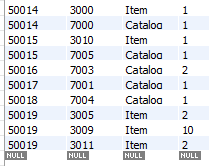 50014 3000 Item 1
50014 7000 Catalog 1
50015 3010 Item 1
50015 7005 Catalog 1
50016 7003 Catalog 2
50017 7001 Catalog 1
50018 7004 Catalog 1
50019 3005 Item 2
50019 3009 Item 10
50019 3011 Item 2
NULL NULL NULL NULL